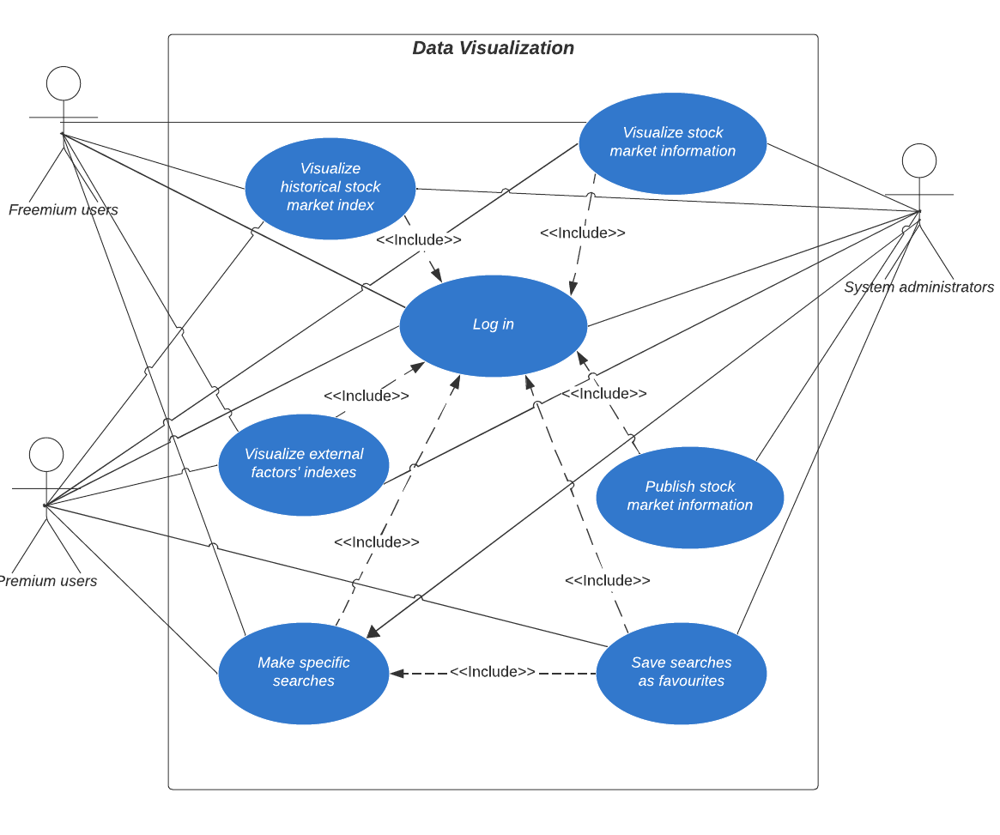 Data Visualization
Visualize stock
market information
Visualize
historical stock
market index
Freemium users
<<Include>>
<<Include>>
System administrators
Log in
<<Include>>
<<Include>>
Visualize external
factors' indexes
Publish stock
market information
<<Include>>
Premium users
<<Include>>
Make specific
searches
<<Include>>
Save searches
as favourites